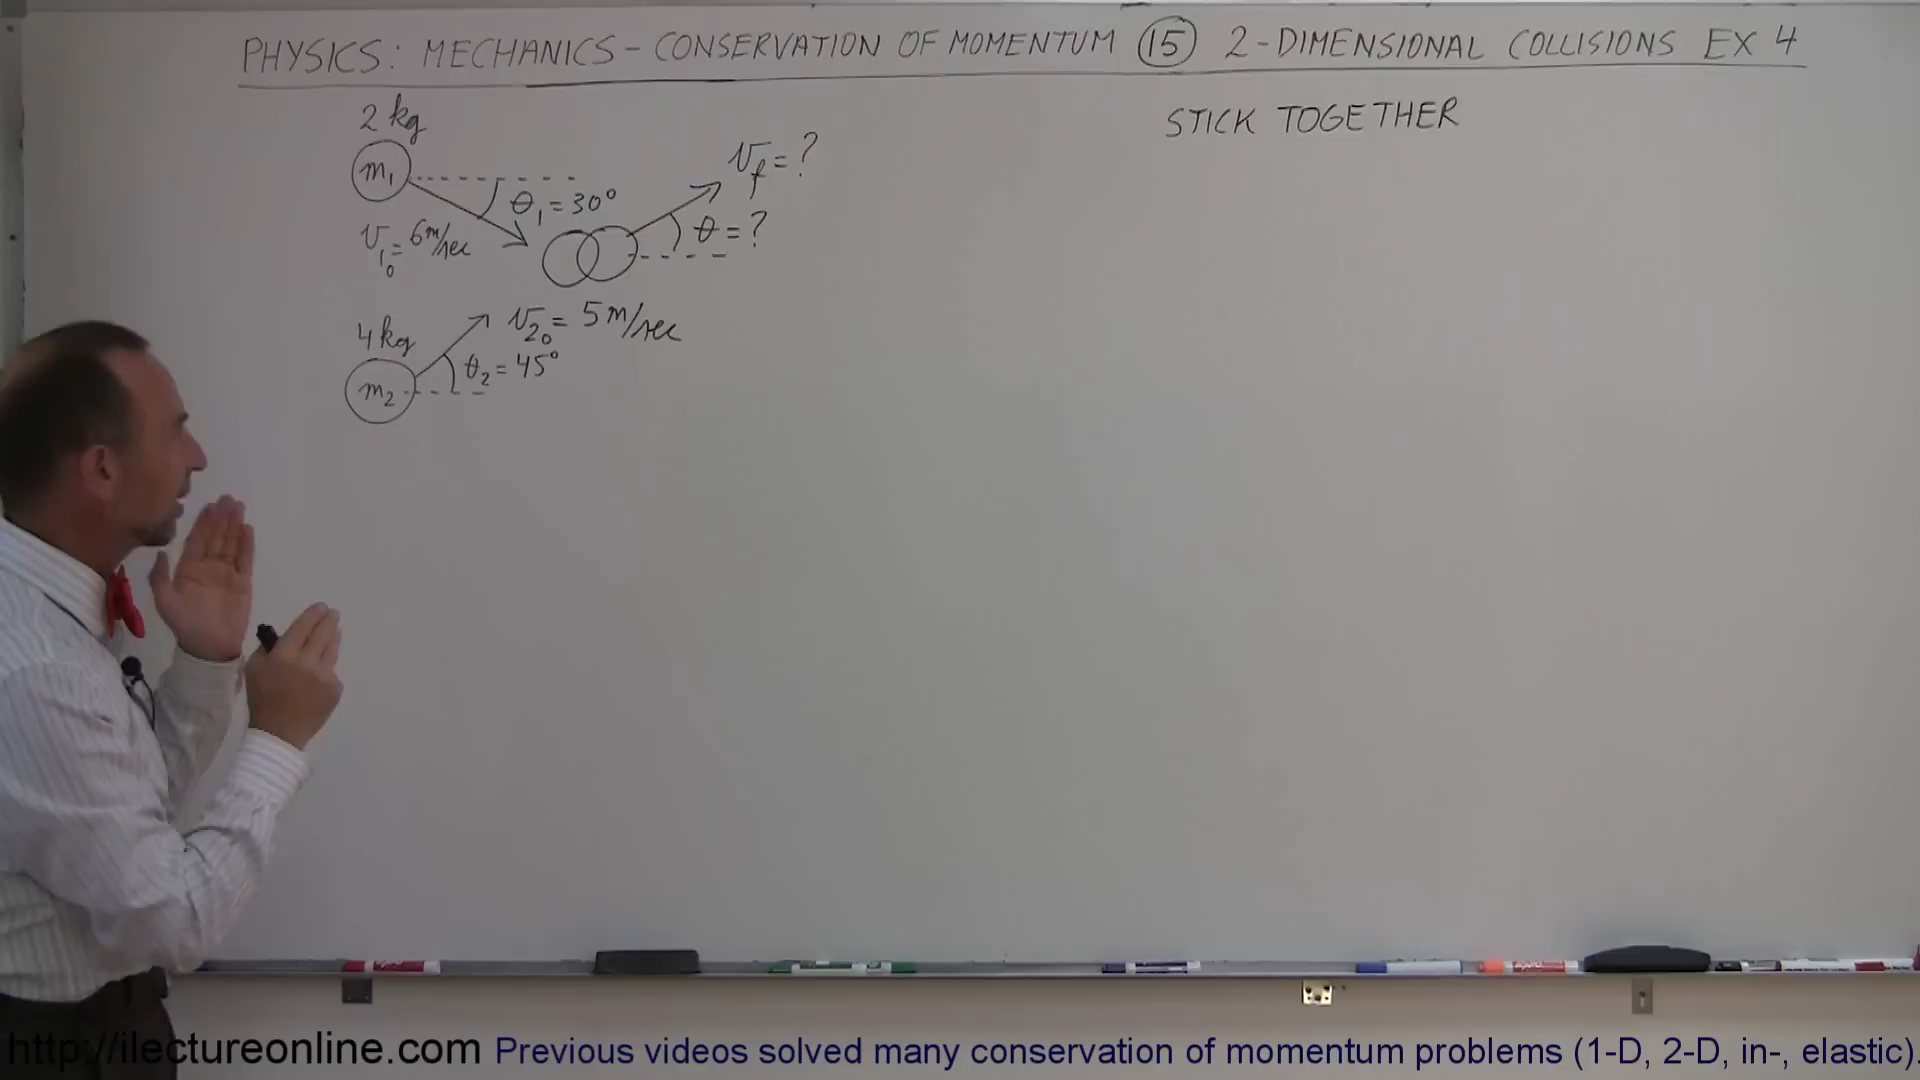 PHYSICS: MECHANICS - CONSERVATION OF MOMENTUM 15 2-DIMENSIONAL COLLISIONS EX 4
2 kg
STICK TOGETHER
m₁
θ₁ = 30°
v₁₀ = 6 m/sec
v_f = ?
θ = ?
4 kg
v₂₀ = 5 m/sec
m₂
θ₂ = 45°
http://ilectureonline.com Previous videos solved many conservation of momentum problems (1-D, 2-D, in-, elastic).